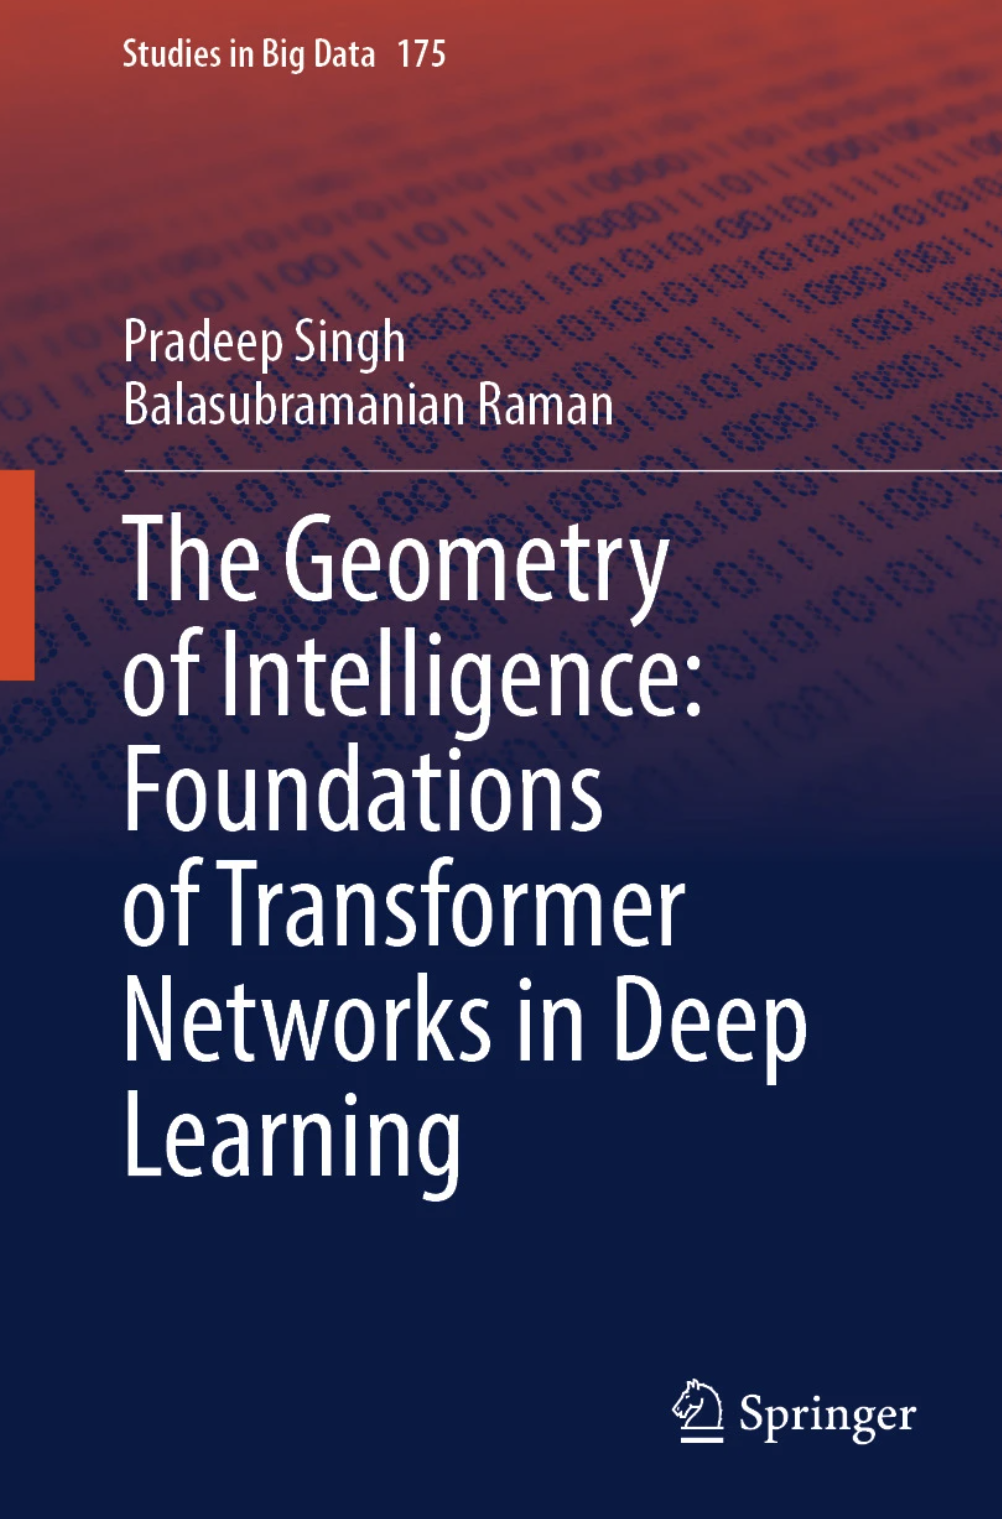 Studies in Big Data 175
Pradeep Singh
Balasubramanian Raman
The Geometry
of Intelligence:
Foundations
of Transformer
Networks in Deep
Learning
Springer